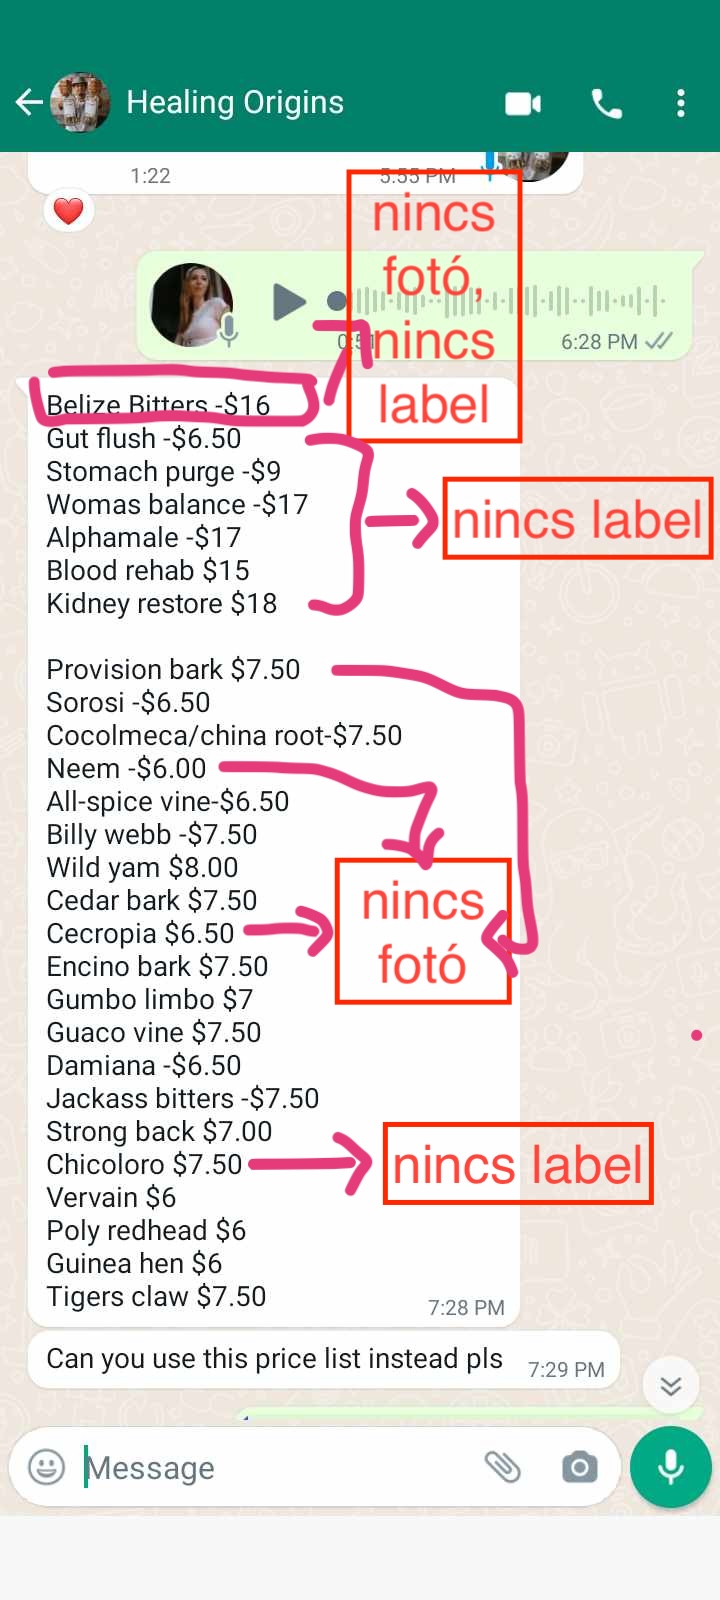 Healing Origins
1:22
5:55 PM
nincs
fotó,
nincs
label
6:28 PM
Belize Bitters -$16
Gut flush -$6.50
Stomach purge -$9
Womas balance -$17
Alphamale -$17
Blood rehab $15
Kidney restore $18
nincs label
Provision bark $7.50
Sorosi -$6.50
Cocolmeca/china root-$7.50
Neem -$6.00
All-spice vine-$6.50
Billy webb -$7.50
Wild yam $8.00
Cedar bark $7.50
Cecropia $6.50
Encino bark $7.50
Gumbo limbo $7
Guaco vine $7.50
Damiana -$6.50
Jackass bitters -$7.50
Strong back $7.00
Chicoloro $7.50
Vervain $6
Poly redhead $6
Guinea hen $6
Tigers claw $7.50
7:28 PM
nincs
fotó
nincs label
Can you use this price list instead pls
7:29 PM
Message